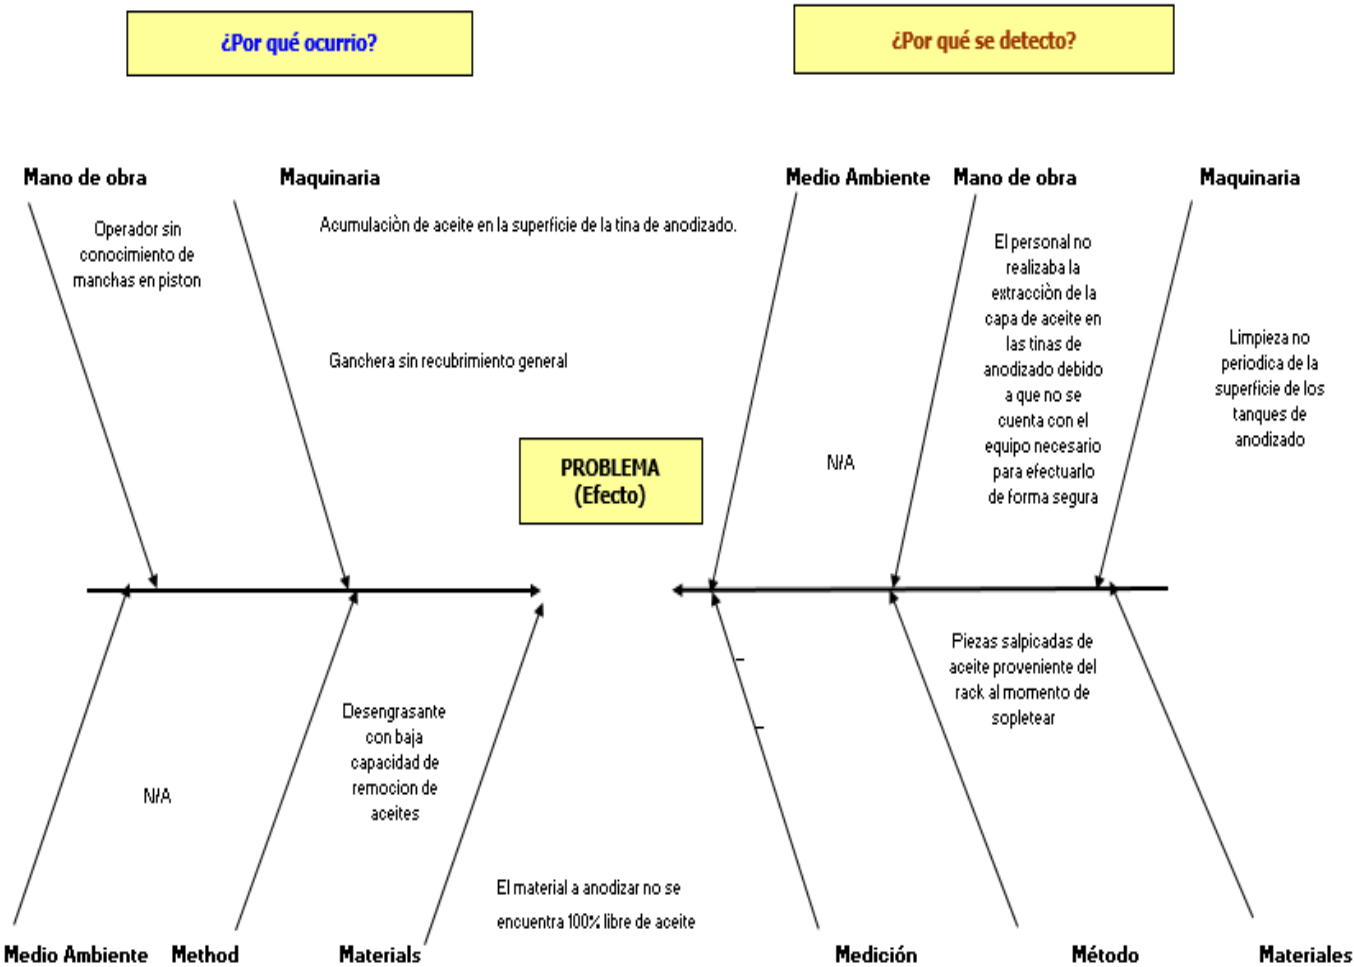 ¿Por qué ocurrio?
¿Por qué se detecto?
Mano de obra
Maquinaria
Medio Ambiente
Mano de obra
Maquinaria
Operador sin
conocimiento de
manchas en piston
Acumulaciòn de aceite en la superficie de la tina de anodizado.
Ganchera sin recubrimiento general
El personal no
realizaba la
extracciòn de la
capa de aceite en
las tinas de
anodizado debido
a que no se
cuenta con el
equipo necesario
para efectuarlo
de forma segura
Limpieza no
periodica de la
superficie de los
tanques de
anodizado
N/A
PROBLEMA
(Efecto)
Piezas salpicadas de
aceite proveniente del
rack al momento de
sopletear
Desengrasante
con baja
capacidad de
remocion de
aceites
N/A
El material a anodizar no se
encuentra 100% libre de aceite
Medio Ambiente
Method
Materials
Medición
Método
Materiales